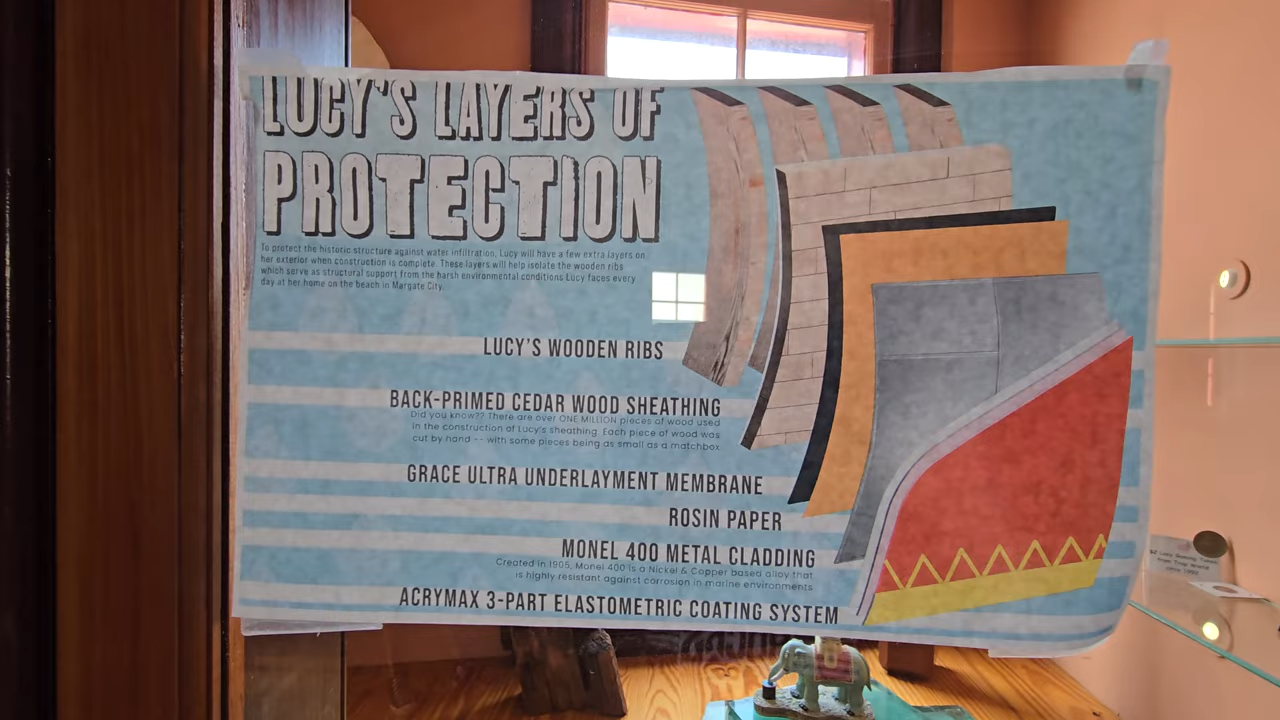 LUCY'S LAYERS OF
PROTECTION
To protect the historic structure against water infiltration, Lucy will have a few extra layers on
her exterior when construction is complete. These layers will help isolate the wooden ribs
which serve as structural support from the harsh environmental conditions Lucy faces every
day at her home on the beach in Margate City.
LUCY'S WOODEN RIBS
BACK-PRIMED CEDAR WOOD SHEATHING
Did you know?? There are over ONE MILLION pieces of wood used
in the construction of Lucy's sheathing. Each piece of wood was
cut by hand -- with some pieces being as small as a matchbox
GRACE ULTRA UNDERLAYMENT MEMBRANE
ROSIN PAPER
MONEL 400 METAL CLADDING
Created in 1905, Monel 400 is a Nickel & Copper based alloy that
is highly resistant against corrosion in marine environments
ACRYMAX 3-PART ELASTOMETRIC COATING SYSTEM